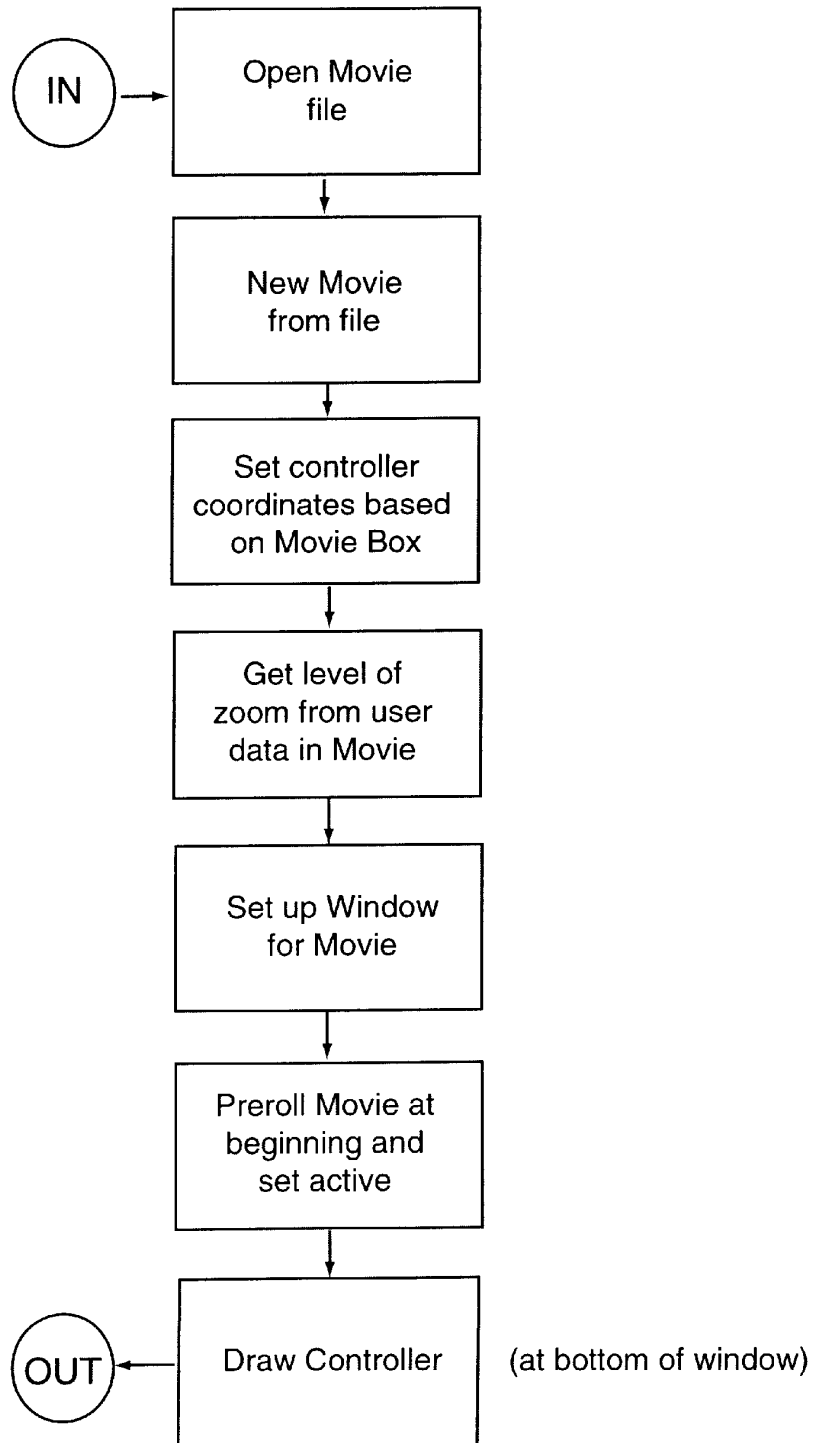 IN
Open Movie
file
New Movie
from file
Set controller
coordinates based
on Movie Box
Get level of
zoom from user
data in Movie
Set up Window
for Movie
Preroll Movie at
beginning and
set active
OUT
Draw Controller
(at bottom of window)